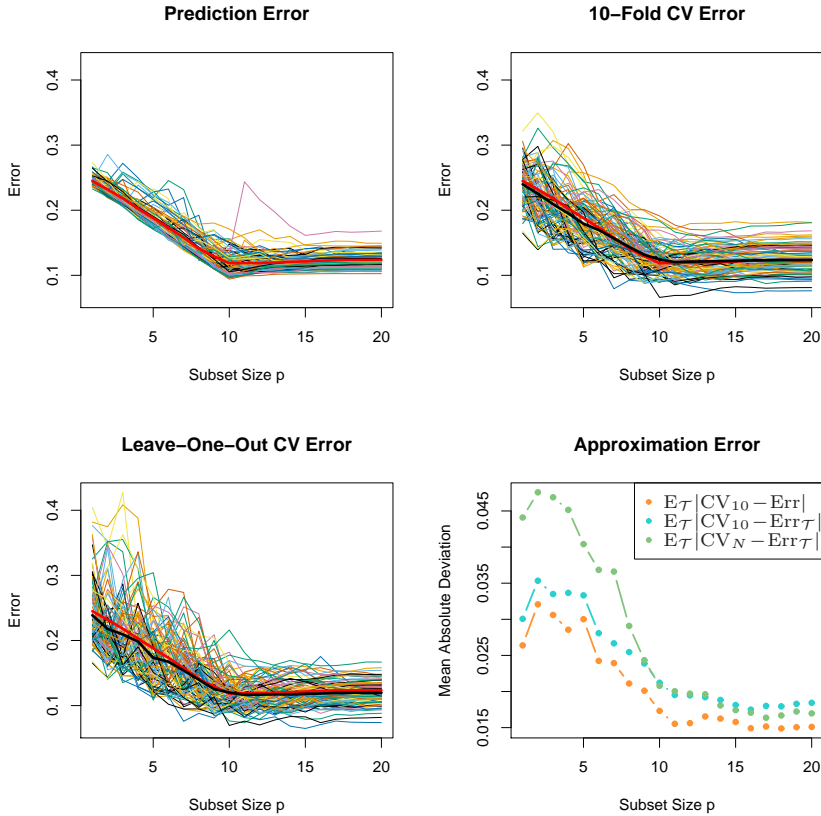 Prediction Error
Error
0.1 0.2 0.3 0.4
5 10 15 20
Subset Size p
10−Fold CV Error
Error
0.1 0.2 0.3 0.4
5 10 15 20
Subset Size p
Leave−One−Out CV Error
Error
0.1 0.2 0.3 0.4
5 10 15 20
Subset Size p
Approximation Error
Mean Absolute Deviation
0.015 0.025 0.035 0.045
E𝒯|CV₁₀−Err|
E𝒯|CV₁₀−Err𝒯|
E𝒯|CV_N−Err𝒯|
5 10 15 20
Subset Size p